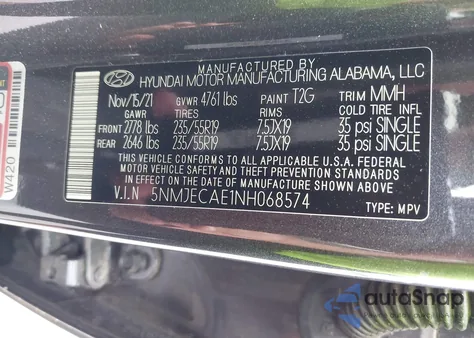 MANUFACTURED BY
HYUNDAI MOTOR MANUFACTURING ALABAMA, LLC
Nov/15/21 GVWR 4761 lbs PAINT T2G TRIM MMH
TIRES RIMS COLD TIRE INFL
FRONT 2778 lbs 235/55R19 7.5JX19 35 psi SINGLE
REAR 2646 lbs 235/55R19 7.5JX19 35 psi SINGLE
THIS VEHICLE CONFORMS TO ALL APPLICABLE U.S.A. FEDERAL
MOTOR VEHICLE SAFETY AND THEFT PREVENTION STANDARDS
IN EFFECT ON THE DATE OF MANUFACTURE SHOWN ABOVE.
V.I.N 5NMJECAE1NH068574
TYPE: MPV
W420
autoSnap